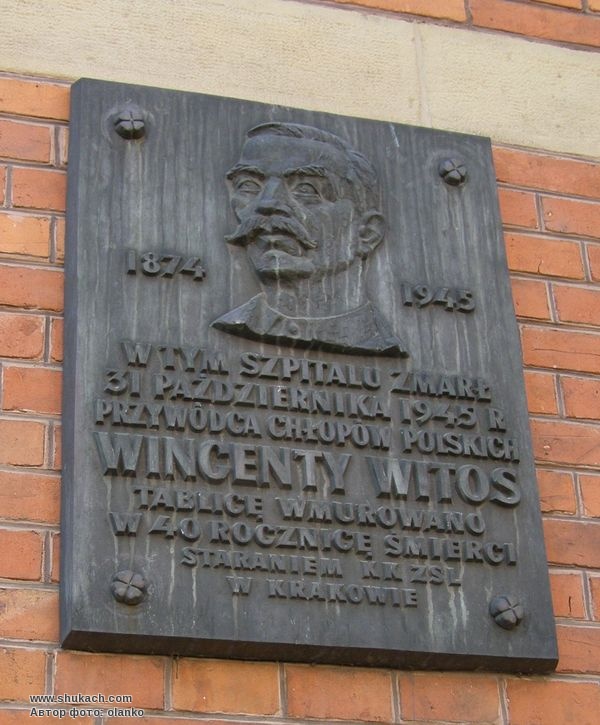 1874
1945
W TYM SZPITALU ZMARŁ
31 PAŹDZIERNIKA 1945 R
PRZYWÓDCA CHŁOPÓW POLSKICH
WINCENTY WITOS
TABLICĘ WMUROWANO
W 40 ROCZNICĘ ŚMIERCI
STARANIEM KK ZSL
W KRAKOWIE
www.shukach.com
Автор фото: olanko